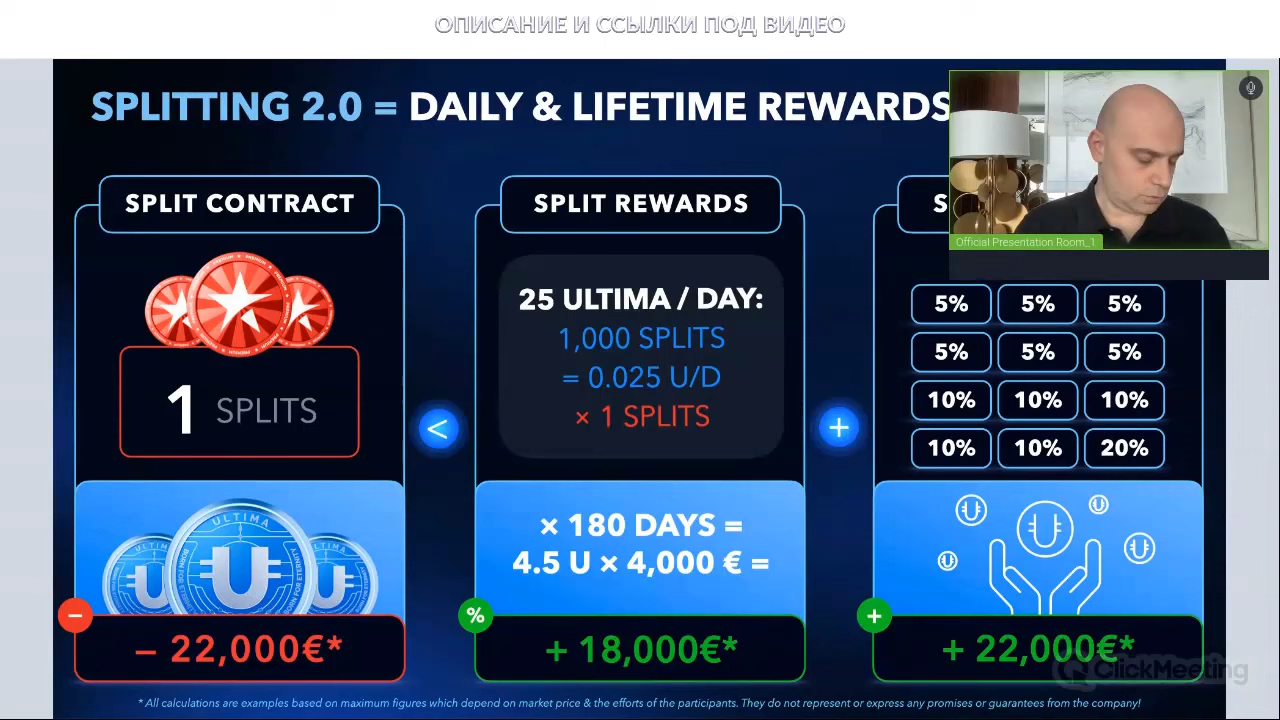 ОПИСАНИЕ И ССЫЛКИ ПОД ВИДЕО
SPLITTING 2.0 = DAILY & LIFETIME REWARDS
Official Presentation Room_1
SPLIT CONTRACT
1 SPLITS
ULTIMA
− 22,000€*
<
SPLIT REWARDS
25 ULTIMA / DAY:
1,000 SPLITS
= 0.025 U/D
× 1 SPLITS
× 180 DAYS =
4.5 U × 4,000 € =
%
+ 18,000€*
+
S
5% 5% 5%
5% 5% 5%
10% 10% 10%
10% 10% 20%
+ 22,000€*
ClickMeeting
* All calculations are examples based on maximum figures which depend on market price & the efforts of the participants. They do not represent or express any promises or guarantees from the company!